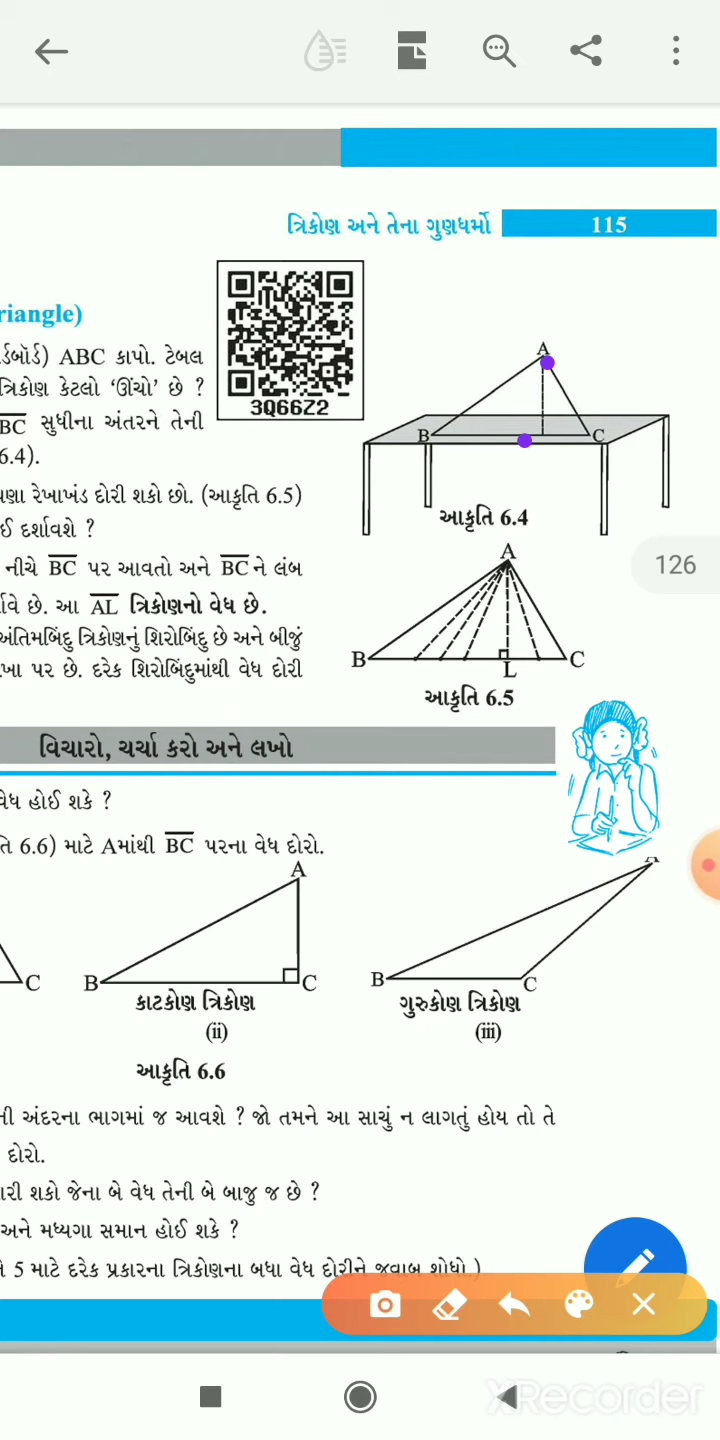 ત્રિકોણ અને તેના ગુણધર્મો 115
riangle)
ર્ડબૉર્ડ) ABC કાપો. ટેબલ
ત્રિકોણ કેટલો 'ઊંચો' છે ?
BC સુધીના અંતરને તેની
6.4).
3Q66Z2
A
B
C
આકૃતિ 6.4
પણા રેખાખંડ દોરી શકો છો. (આકૃતિ 6.5)
ઈ દર્શાવશે ?
નીચે BC પર આવતો અને BC ને લંબ
ાવે છે. આ AL ત્રિકોણનો વેધ છે.
અંતિમબિંદુ ત્રિકોણનું શિરોબિંદુ છે અને બીજું
ખા પર છે. દરેક શિરોબિંદુમાંથી વેધ દોરી
126
A
B
L
C
આકૃતિ 6.5
વિચારો, ચર્ચા કરો અને લખો
વેધ હોઈ શકે ?
તિ 6.6) માટે Aમાંથી BC પરના વેધ દોરો.
C
A
B
C
કાટકોણ ત્રિકોણ
(ii)
A
B
C
ગુરુકોણ ત્રિકોણ
(iii)
આકૃતિ 6.6
ની અંદરના ભાગમાં જ આવશે ? જો તમને આ સાચું ન લાગતું હોય તો તે
દોરો.
ારી શકો જેના બે વેધ તેની બે બાજુ જ છે ?
અને મધ્યગા સમાન હોઈ શકે ?
5 માટે દરેક પ્રકારના ત્રિકોણના બધા વેધ દોરીને જવાબ શોધો.)
XRecorder